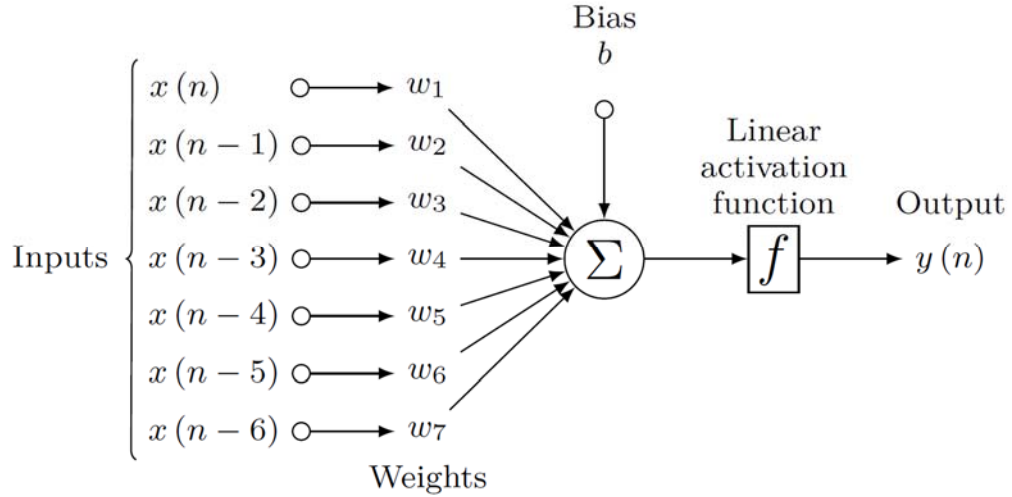 Bias
b
x (n) w1
x (n − 1) w2
x (n − 2) w3
Inputs x (n − 3) w4
x (n − 4) w5
x (n − 5) w6
x (n − 6) w7
Weights
Σ
Linear
activation
function
f
Output
y (n)